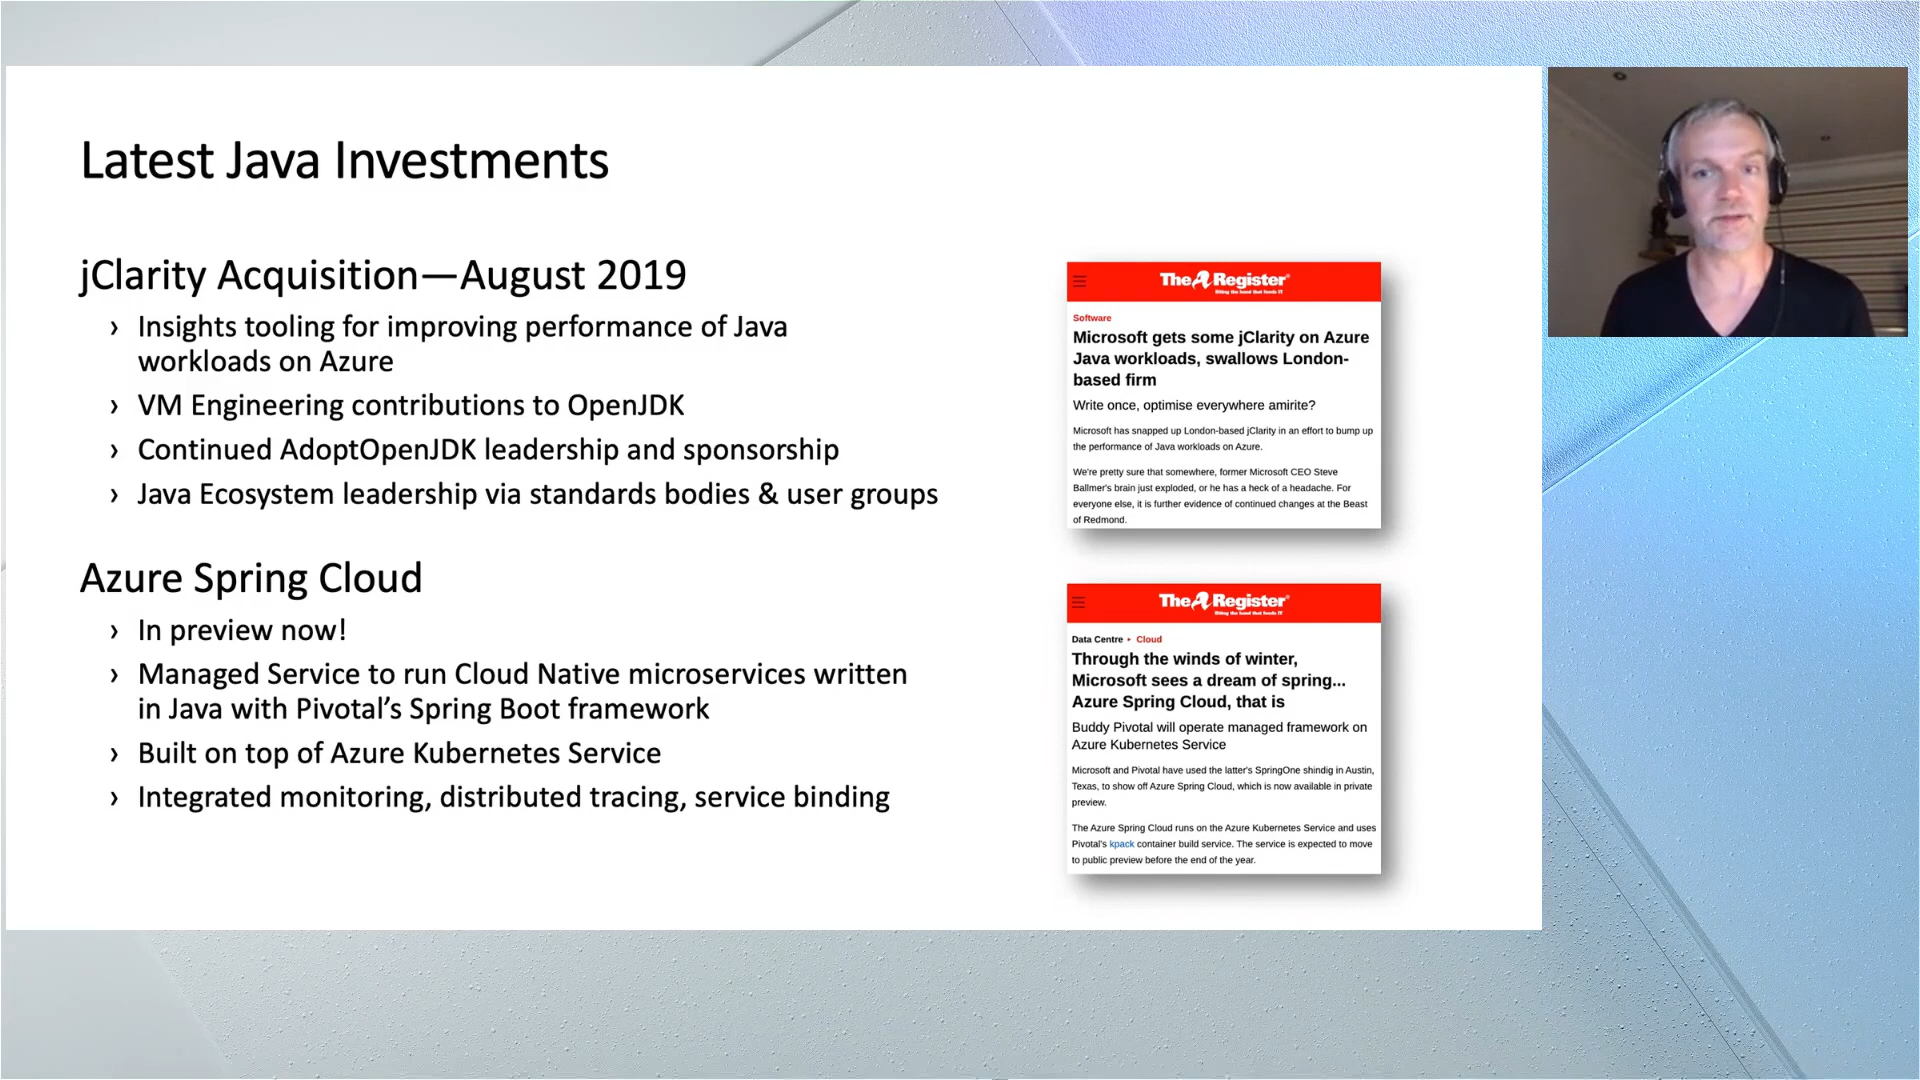 Latest Java Investments
jClarity Acquisition—August 2019
› Insights tooling for improving performance of Java
workloads on Azure
› VM Engineering contributions to OpenJDK
› Continued AdoptOpenJDK leadership and sponsorship
› Java Ecosystem leadership via standards bodies & user groups
Azure Spring Cloud
› In preview now!
› Managed Service to run Cloud Native microservices written
in Java with Pivotal’s Spring Boot framework
› Built on top of Azure Kubernetes Service
› Integrated monitoring, distributed tracing, service binding
The Register®
Biting the hand that feeds IT
Software
Microsoft gets some jClarity on Azure
Java workloads, swallows London-
based firm
Write once, optimise everywhere amirite?
Microsoft has snapped up London-based jClarity in an effort to bump up
the performance of Java workloads on Azure.
We're pretty sure that somewhere, former Microsoft CEO Steve
Ballmer's brain just exploded, or he has a heck of a headache. For
everyone else, it is further evidence of continued changes at the Beast
of Redmond.
The Register®
Biting the hand that feeds IT
Data Centre ▸ Cloud
Through the winds of winter,
Microsoft sees a dream of spring...
Azure Spring Cloud, that is
Buddy Pivotal will operate managed framework on
Azure Kubernetes Service
Microsoft and Pivotal have used the latter's SpringOne shindig in Austin,
Texas, to show off Azure Spring Cloud, which is now available in private
preview.
The Azure Spring Cloud runs on the Azure Kubernetes Service and uses
Pivotal's kpack container build service. The service is expected to move
to public preview before the end of the year.